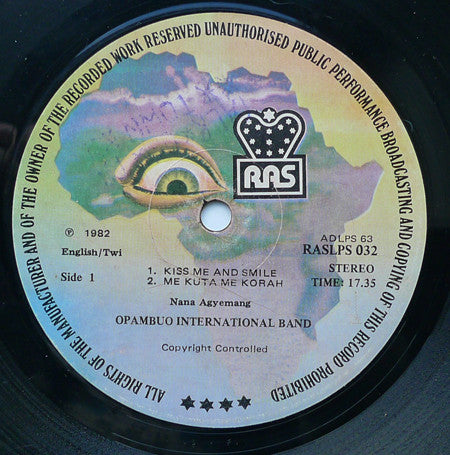 ALL RIGHTS OF THE MANUFACTURER AND OF THE OWNER OF THE RECORDED WORK RESERVED UNAUTHORISED PUBLIC PERFORMANCE BROADCASTING AND COPYING OF THIS RECORD PROHIBITED
RAS
℗ 1982
English/Twi
Side 1
ADLPS 63
RASLPS 032
STEREO
TIME: 17.35
1. KISS ME AND SMILE
2. ME KUTA ME KORAH
Nana Agyemang
OPAMBUO INTERNATIONAL BAND
Copyright Controlled